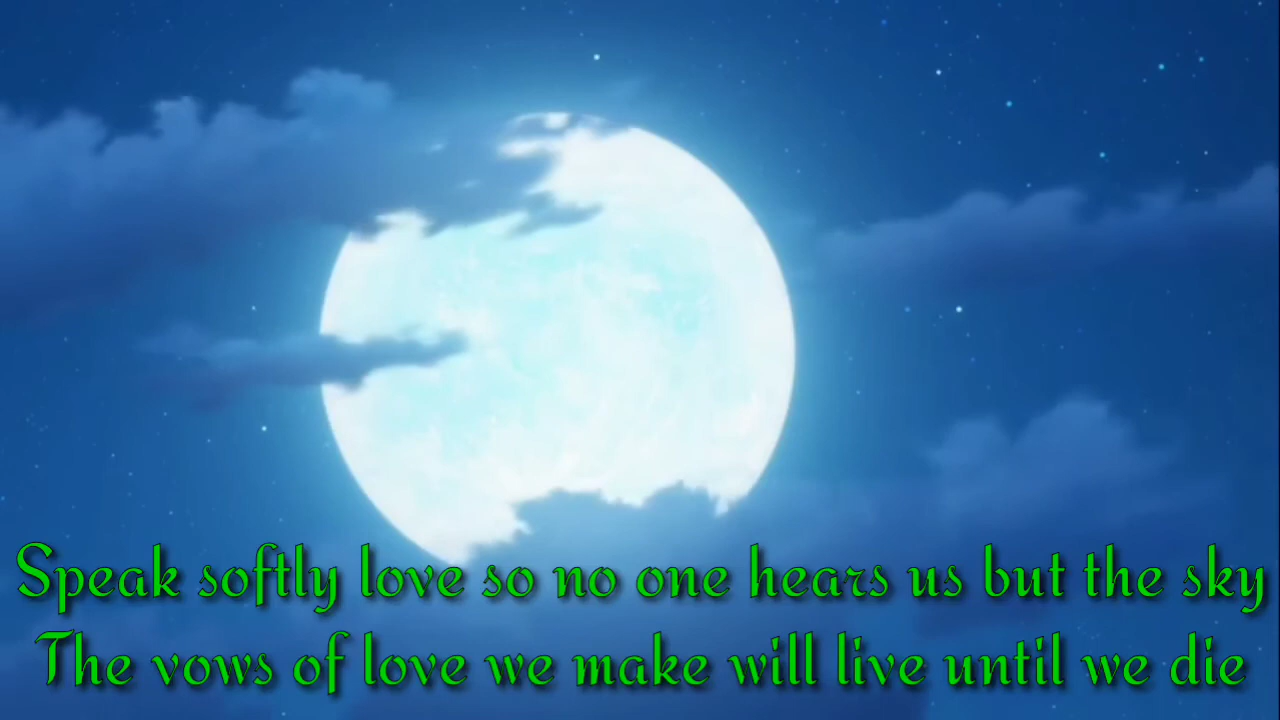 Speak softly love so no one hears us but the sky
The vows of love we make will live until we die